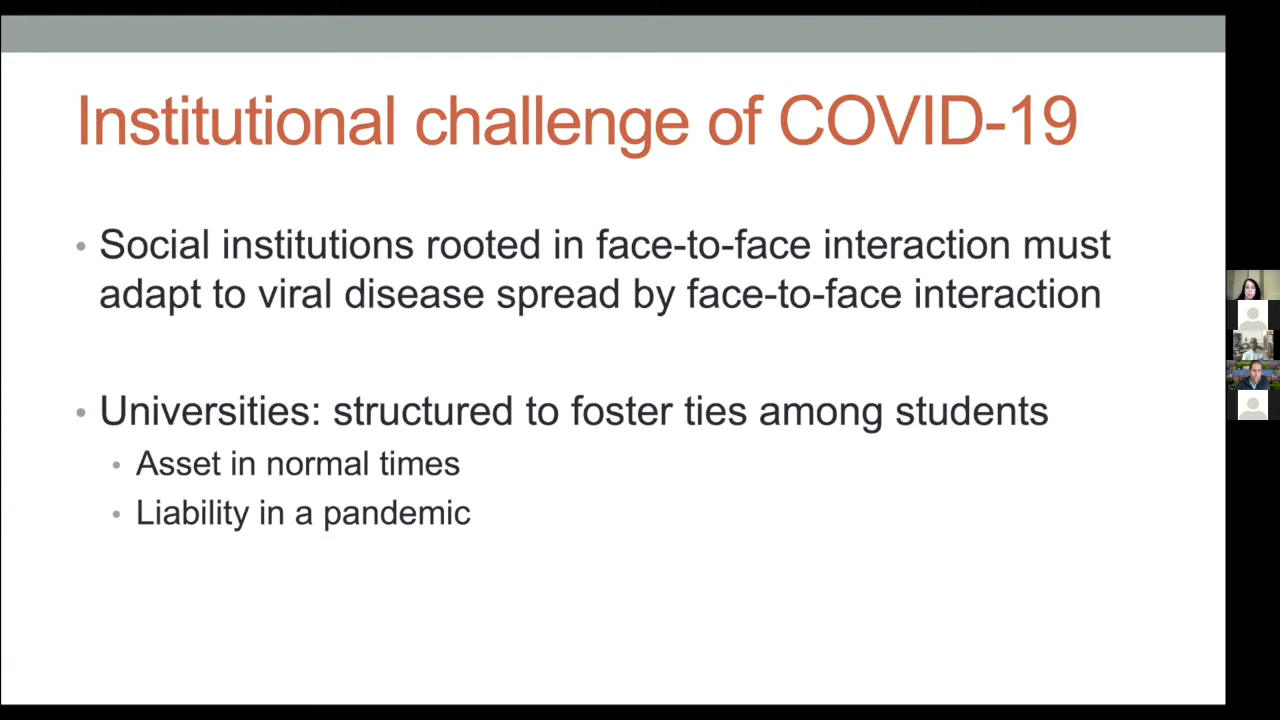 Institutional challenge of COVID-19
• Social institutions rooted in face-to-face interaction must
adapt to viral disease spread by face-to-face interaction
• Universities: structured to foster ties among students
• Asset in normal times
• Liability in a pandemic